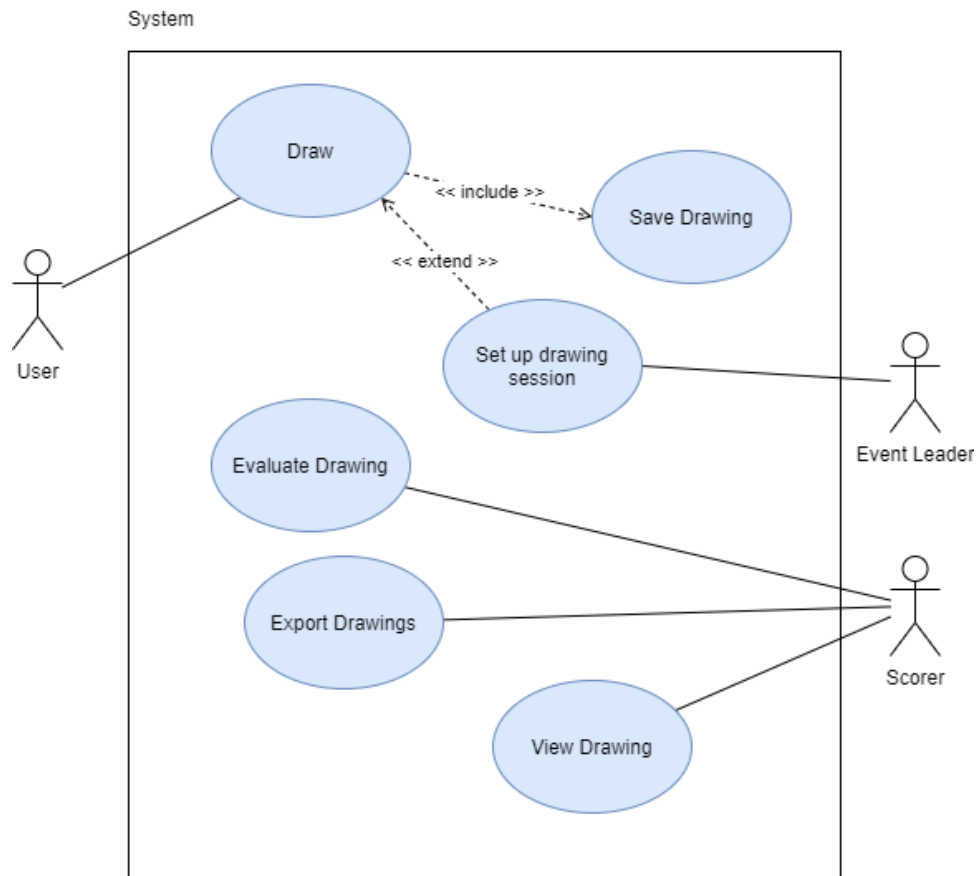 System
Draw
<< include >>
Save Drawing
<< extend >>
User
Set up drawing
session
Event Leader
Evaluate Drawing
Export Drawings
Scorer
View Drawing